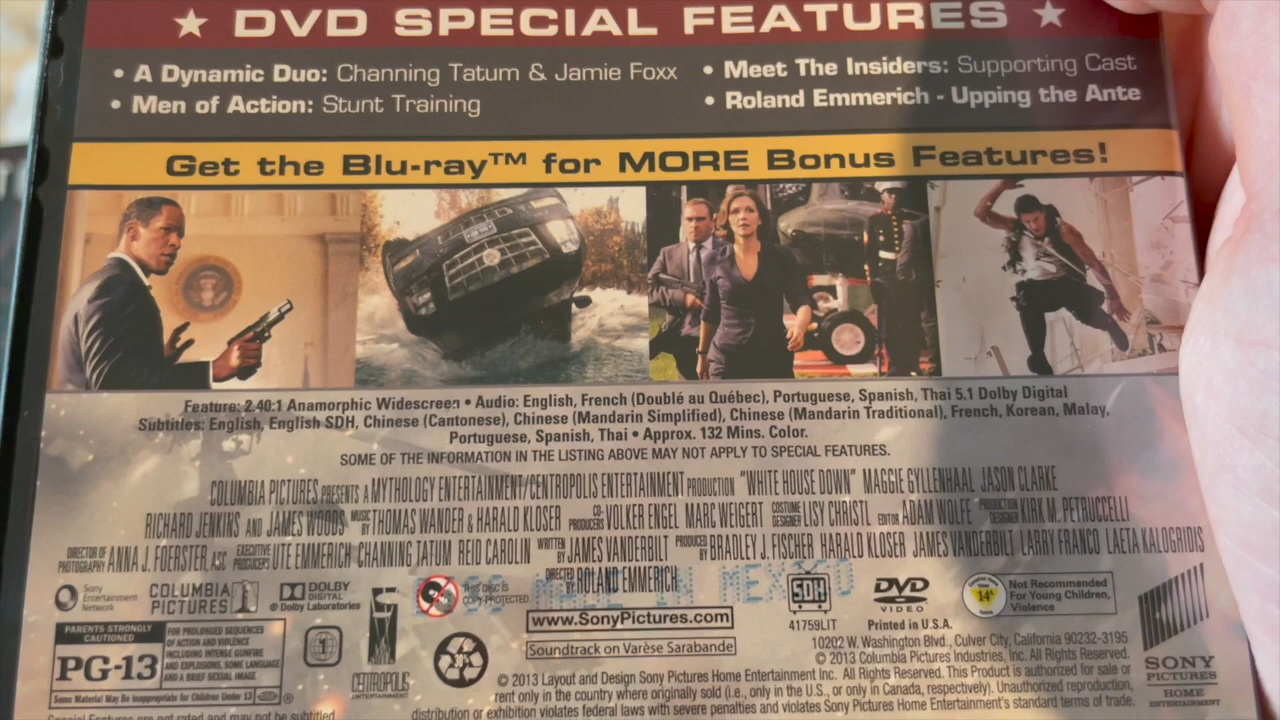 ★ DVD SPECIAL FEATURES ★
• A Dynamic Duo: Channing Tatum & Jamie Foxx
• Men of Action: Stunt Training
• Meet The Insiders: Supporting Cast
• Roland Emmerich - Upping the Ante
Get the Blu-ray™ for MORE Bonus Features!
Feature: 2.40:1 Anamorphic Widescreen • Audio: English, French (Doublé au Québec), Portuguese, Spanish, Thai 5.1 Dolby Digital
Subtitles: English, English SDH, Chinese (Cantonese), Chinese (Mandarin Simplified), Chinese (Mandarin Traditional), French, Korean, Malay,
Portuguese, Spanish, Thai • Approx. 132 Mins. Color.
SOME OF THE INFORMATION IN THE LISTING ABOVE MAY NOT APPLY TO SPECIAL FEATURES.
COLUMBIA PICTURES PRESENTS A MYTHOLOGY ENTERTAINMENT/CENTROPOLIS ENTERTAINMENT PRODUCTION "WHITE HOUSE DOWN" MAGGIE GYLLENHAAL JASON CLARKE
RICHARD JENKINS AND JAMES WOODS MUSIC BY THOMAS WANDER & HARALD KLOSER CO-PRODUCERS VOLKER ENGEL MARC WEIGERT COSTUME DESIGNER LISY CHRISTL EDITOR ADAM WOLFE PRODUCTION DESIGNER KIRK M. PETRUCCELLI
DIRECTOR OF PHOTOGRAPHY ANNA J. FOERSTER, ASC EXECUTIVE PRODUCERS UTE EMMERICH CHANNING TATUM REID CAROLIN WRITTEN BY JAMES VANDERBILT PRODUCED BY BRADLEY J. FISCHER HARALD KLOSER JAMES VANDERBILT LARRY FRANCO LAETA KALOGRIDIS
DIRECTED BY ROLAND EMMERICH
MADE IN MEXICO
Sony
Entertainment
Network
COLUMBIA
PICTURES
DOLBY
DIGITAL
® Dolby Laboratories
THIS DISC IS
COPY PROTECTED
SDH
41759LIT
DVD
VIDEO
Printed in U.S.A.
14A
Not Recommended
For Young Children,
Violence
PARENTS STRONGLY
CAUTIONED
PG-13
FOR PROLONGED SEQUENCES
OF ACTION AND VIOLENCE
INCLUDING INTENSE GUNFIRE
AND EXPLOSIONS, SOME LANGUAGE
AND A BRIEF SEXUAL IMAGE
Some Material May Be Inappropriate for Children Under 13
®
1
CENTROPOLIS
ENTERTAINMENT
30%
www.SonyPictures.com
Soundtrack on Varèse Sarabande
10202 W. Washington Blvd., Culver City, California 90232-3195
© 2013 Columbia Pictures Industries, Inc. All Rights Reserved.
© 2013 Layout and Design Sony Pictures Home Entertainment Inc. All Rights Reserved. This Product is authorized for sale or
rent only in the country where originally sold (i.e., only in the U.S., or only in Canada, respectively). Unauthorized reproduction,
distribution or exhibition violates federal laws with severe penalties and violates Sony Pictures Home Entertainment's standard terms of trade.
SONY
PICTURES
HOME
ENTERTAINMENT
Special Features are not rated and may not be subtitled